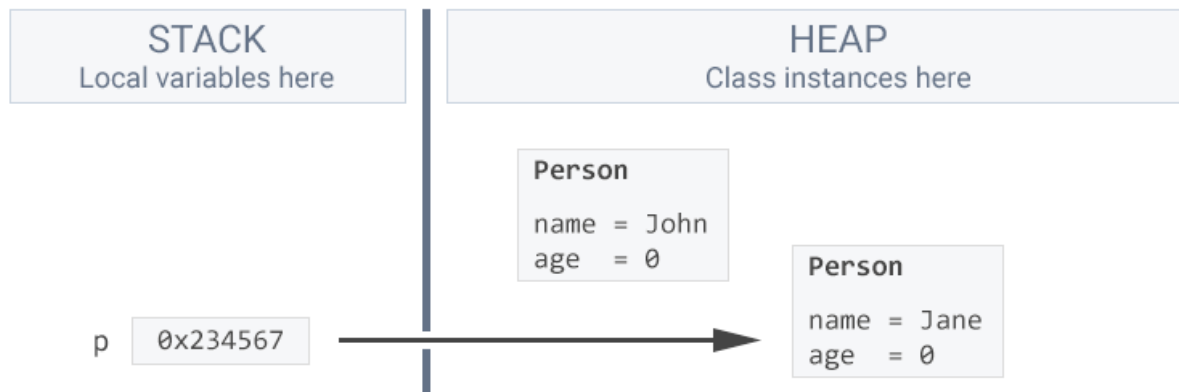 STACK
Local variables here
HEAP
Class instances here
Person
name = John
age  = 0
Person
name = Jane
age  = 0
p 0x234567